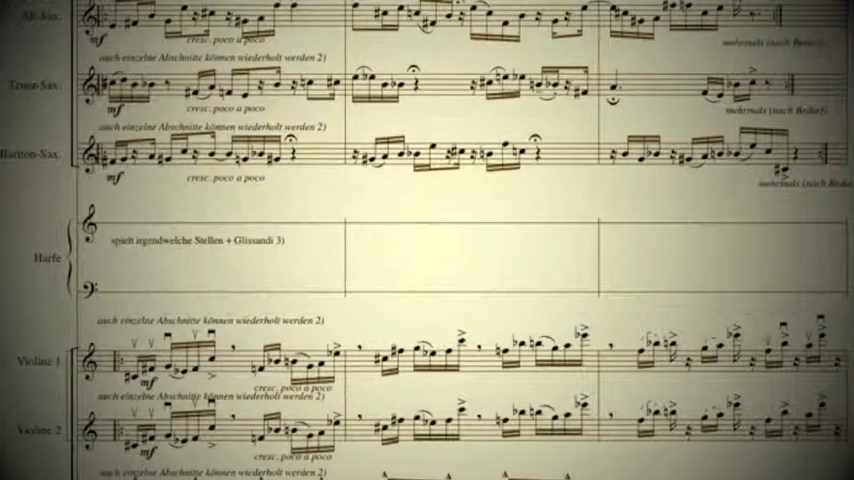 Alt-Sax.
mf
cresc. poco a poco
mehrmals (nach Bedarf)
auch einzelne Abschnitte können wiederholt werden 2)
Tenor-Sax.
mf
cresc. poco a poco
mehrmals (nach Bedarf)
auch einzelne Abschnitte können wiederholt werden 2)
Bariton-Sax.
mf
cresc. poco a poco
mehrmals (nach Beda
spielt irgendwelche Stellen + Glissandi 3)
Harfe
auch einzelne Abschnitte können wiederholt werden 2)
Violine 1
mf
cresc. poco a poco
auch einzelne Abschnitte können wiederholt werden 2)
Violine 2
mf
cresc. poco a poco
auch einzelne Abschnitte können wiederholt werden 2)